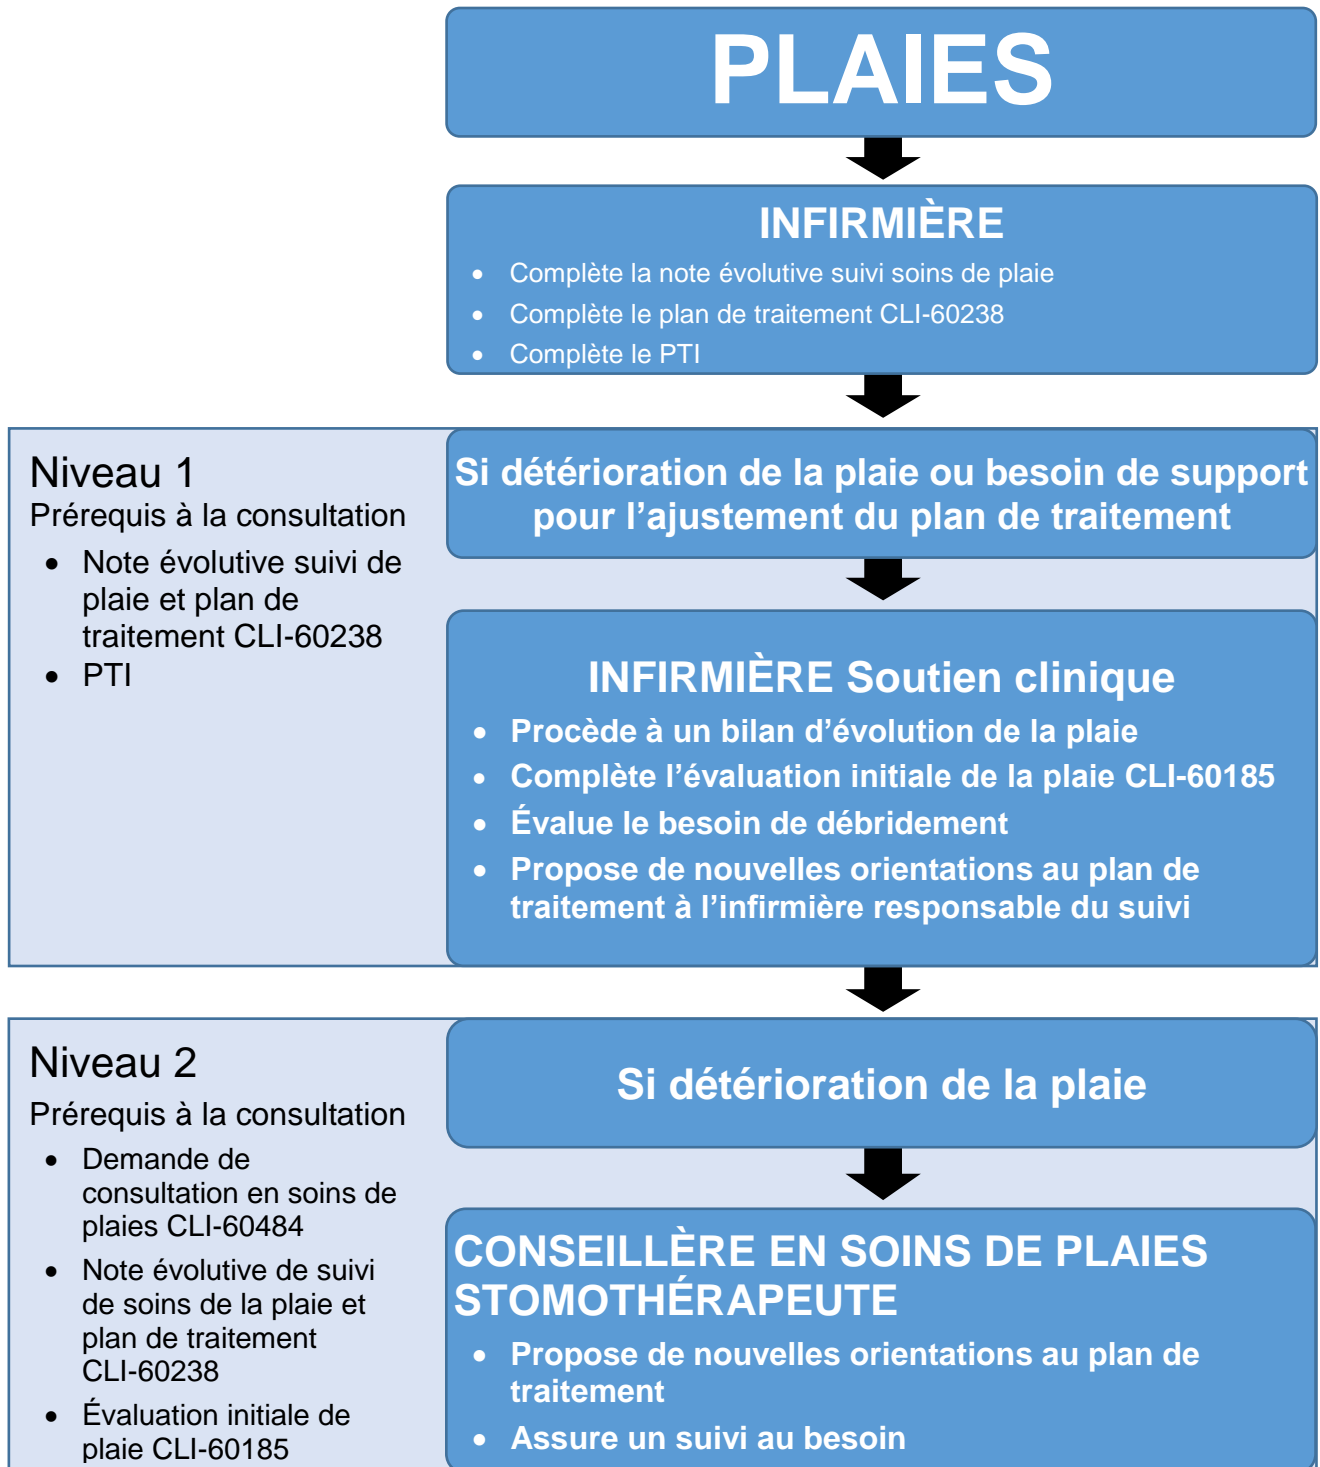 PLAIES
INFIRMIÈRE
• Complète la note évolutive suivi soins de plaie
• Complète le plan de traitement CLI-60238
• Complète le PTI
Niveau 1
Prérequis à la consultation
• Note évolutive suivi de
plaie et plan de
traitement CLI-60238
• PTI
Si détérioration de la plaie ou besoin de support
pour l’ajustement du plan de traitement
INFIRMIÈRE Soutien clinique
• Procède à un bilan d’évolution de la plaie
• Complète l’évaluation initiale de la plaie CLI-60185
• Évalue le besoin de débridement
• Propose de nouvelles orientations au plan de
traitement à l’infirmière responsable du suivi
Niveau 2
Prérequis à la consultation
• Demande de
consultation en soins de
plaies CLI-60484
• Note évolutive de suivi
de soins de la plaie et
plan de traitement
CLI-60238
• Évaluation initiale de
plaie CLI-60185
Si détérioration de la plaie
CONSEILLÈRE EN SOINS DE PLAIES
STOMOTHÉRAPEUTE
• Propose de nouvelles orientations au plan de
traitement
• Assure un suivi au besoin